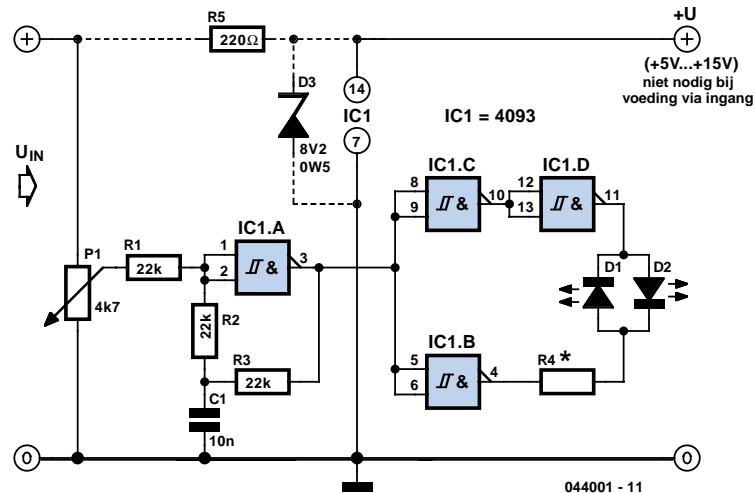 R5
+U
220Ω
(+5V...+15V)
niet nodig bij
voeding via ingang
D3
14
IC1
7
IC1 = 4093
8V2
0W5
UIN
IC1.C
IC1.D
8
9
&
10
12
13
&
11
IC1.A
P1
R1
22k
1
2
&
3
D1
D2
4k7
22k
R2
IC1.B
R3
22k
5
6
&
4
R4 *
C1
10n
0
0
044001 - 11